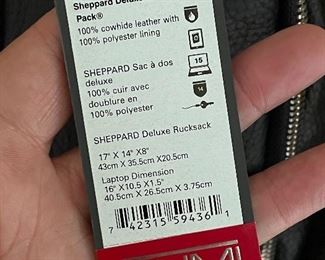 Sheppard Deluxe
Pack®
100% cowhide leather with
100% polyester lining
SHEPPARD Sac à dos
deluxe
100% cuir avec
doublure en
100% polyester
15
14
SHEPPARD Deluxe Rucksack
17" X 14" X8"
43cm X 35.5cm X20.5cm
Laptop Dimension
16" X10.5 X1.5"
40.5cm X 26.5cm X 3.75cm
7 42315 59436 1